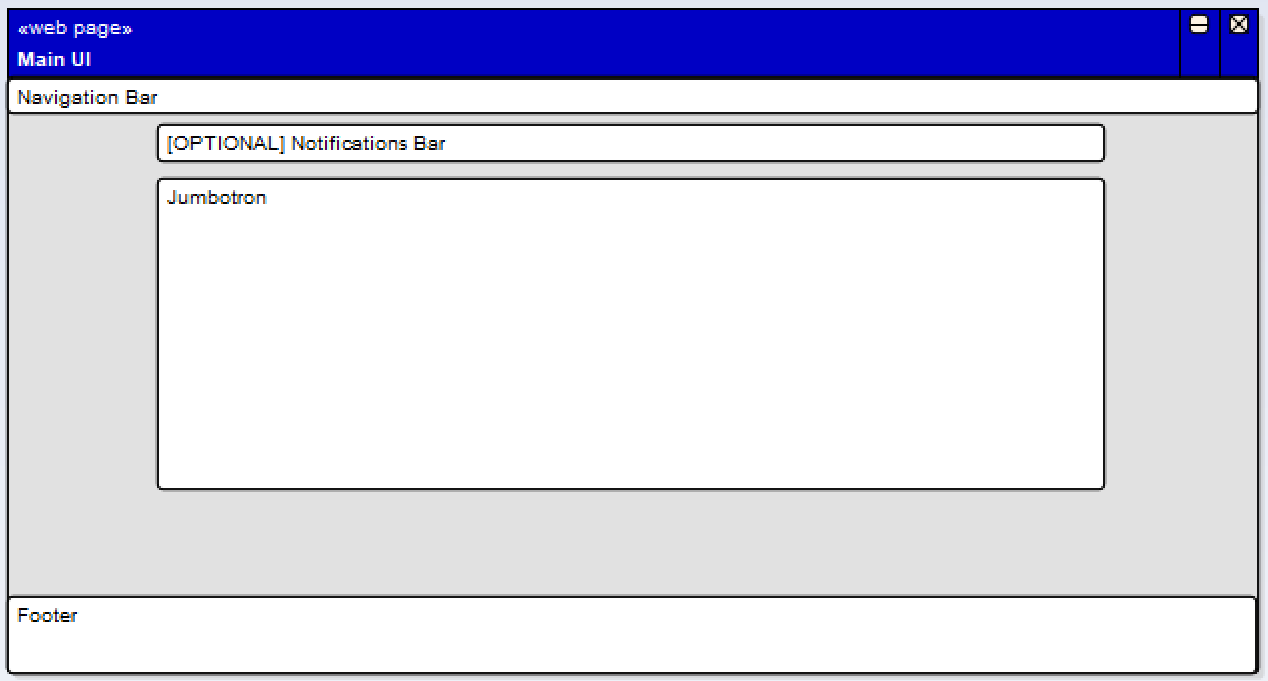 «web page»
Main UI
Navigation Bar
[OPTIONAL] Notifications Bar
Jumbotron
Footer